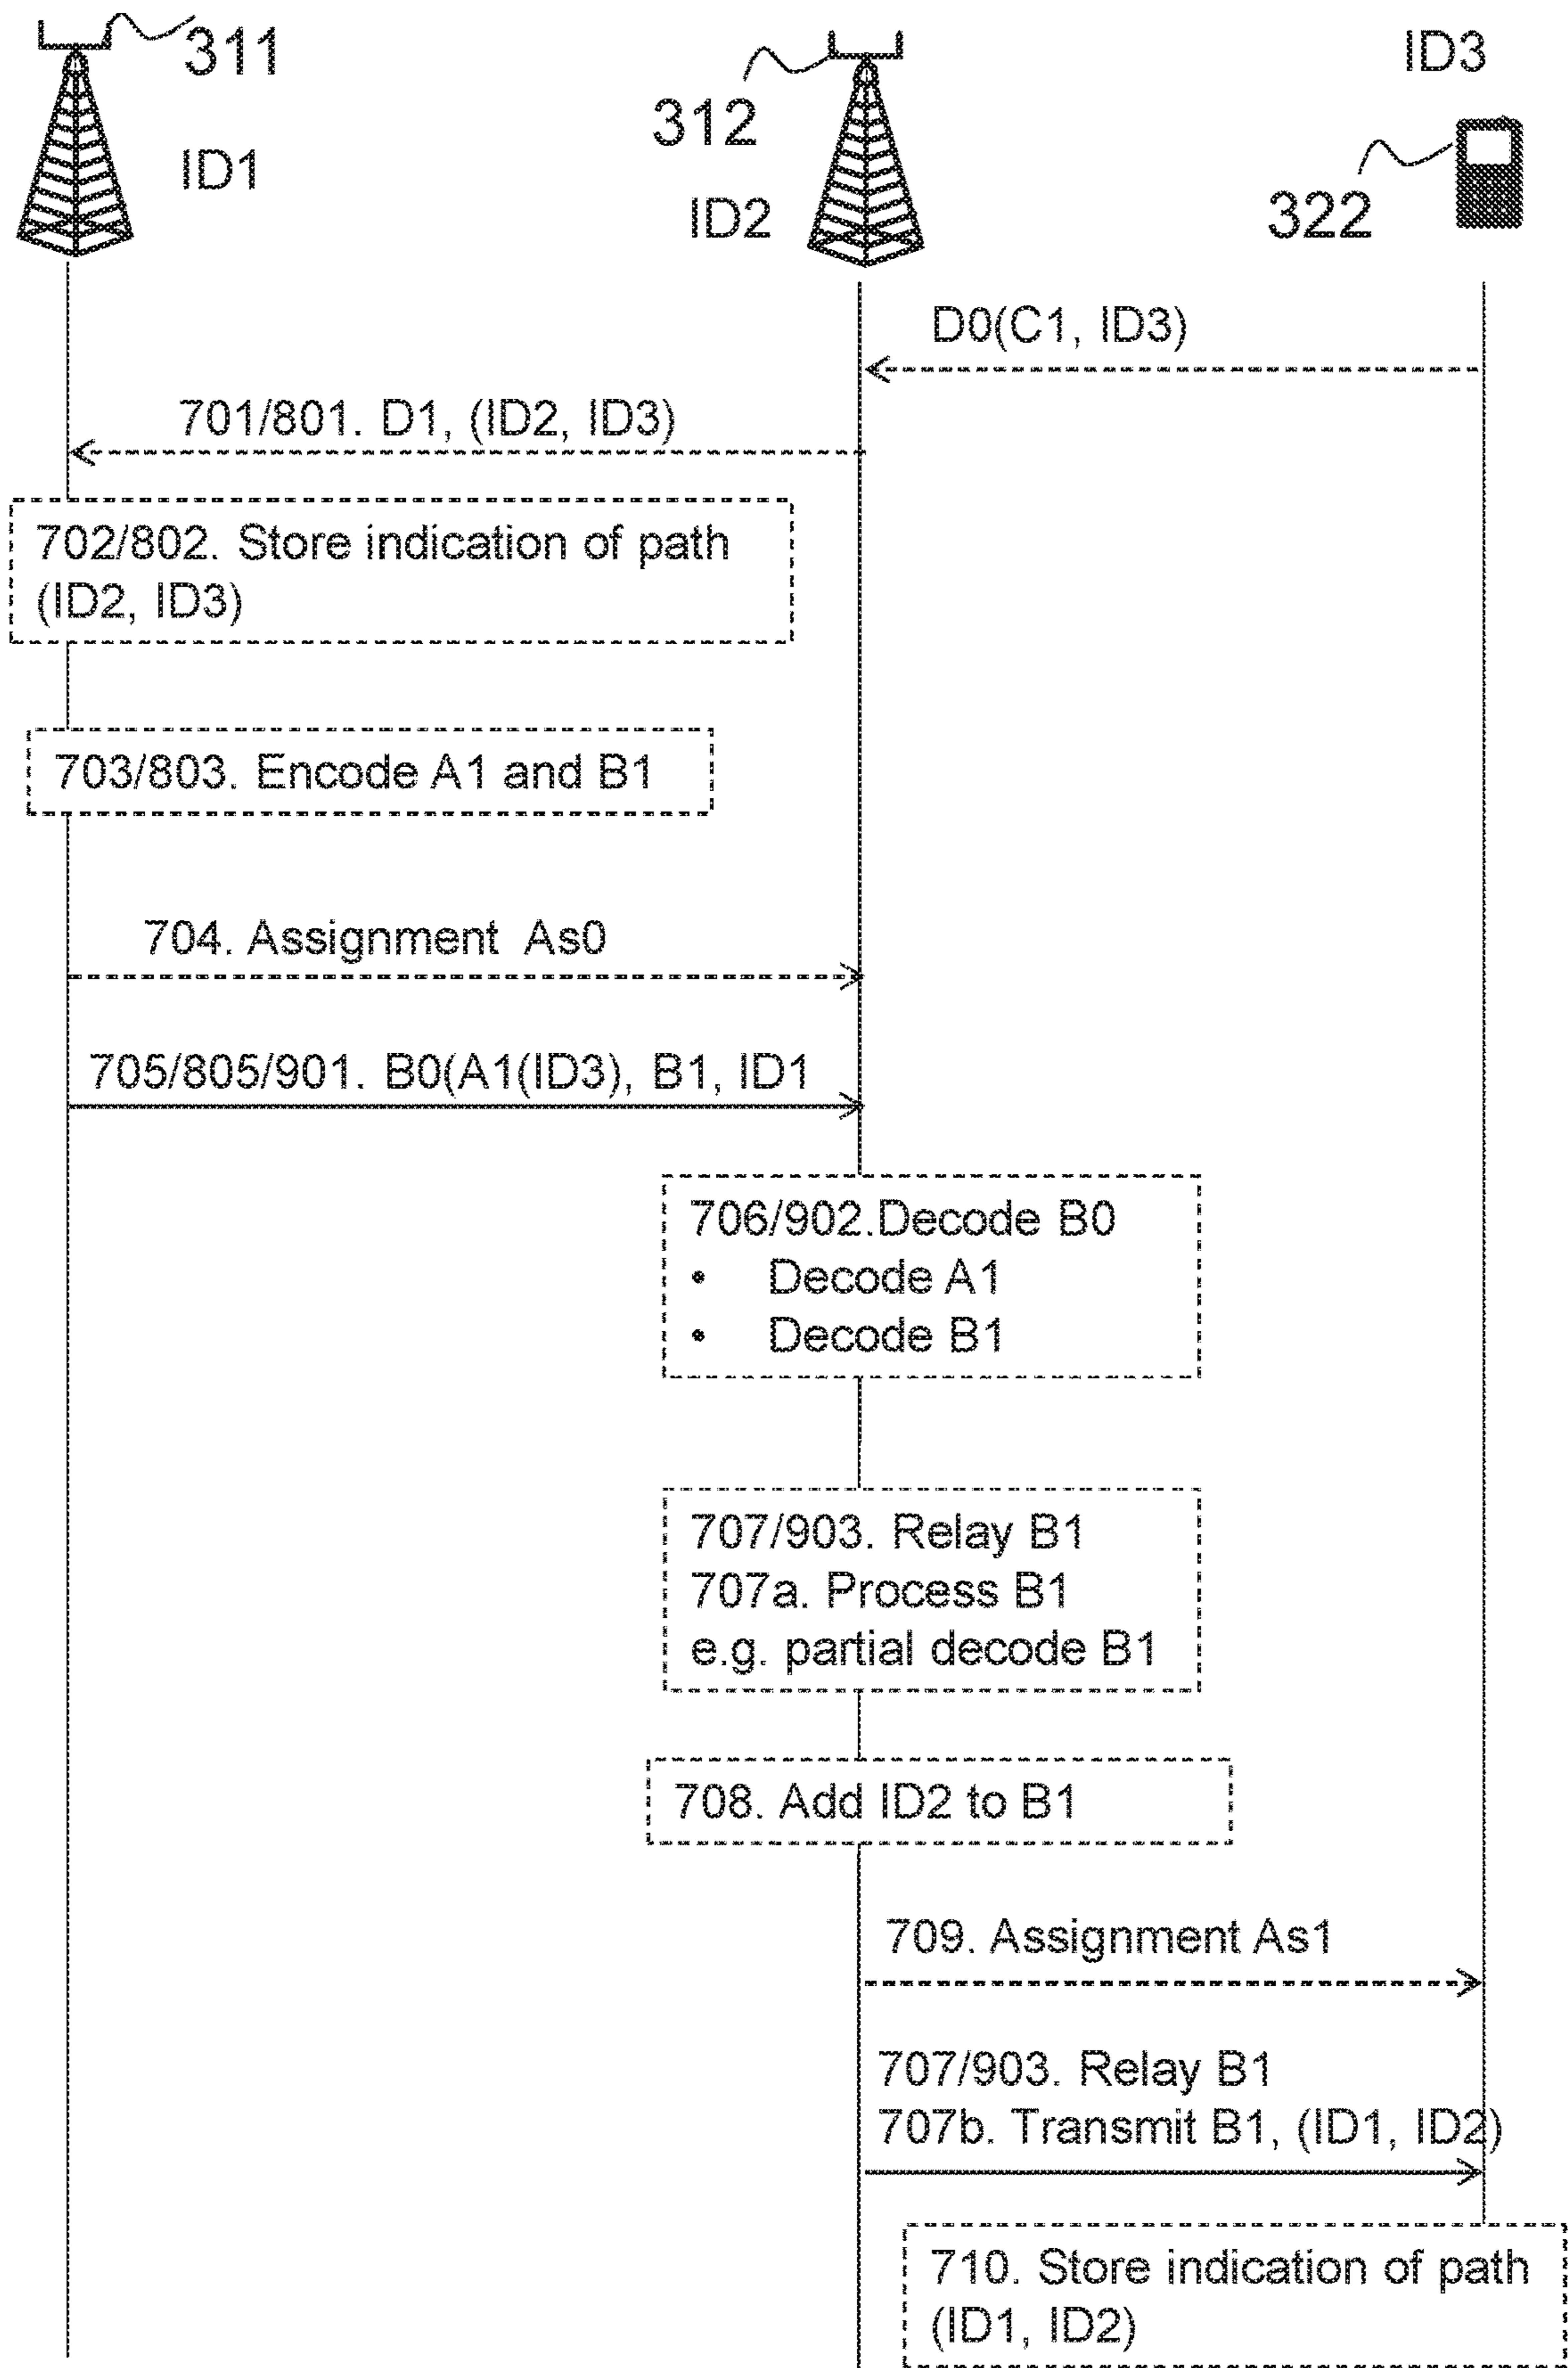 311
ID1
312
ID2
ID3
322
D0(C1, ID3)
701/801. D1, (ID2, ID3)
702/802. Store indication of path
(ID2, ID3)
703/803. Encode A1 and B1
704. Assignment As0
705/805/901. B0(A1(ID3), B1, ID1
706/902.Decode B0
• Decode A1
• Decode B1
707/903. Relay B1
707a. Process B1
e.g. partial decode B1
708. Add ID2 to B1
709. Assignment As1
707/903. Relay B1
707b. Transmit B1, (ID1, ID2)
710. Store indication of path
(ID1, ID2)